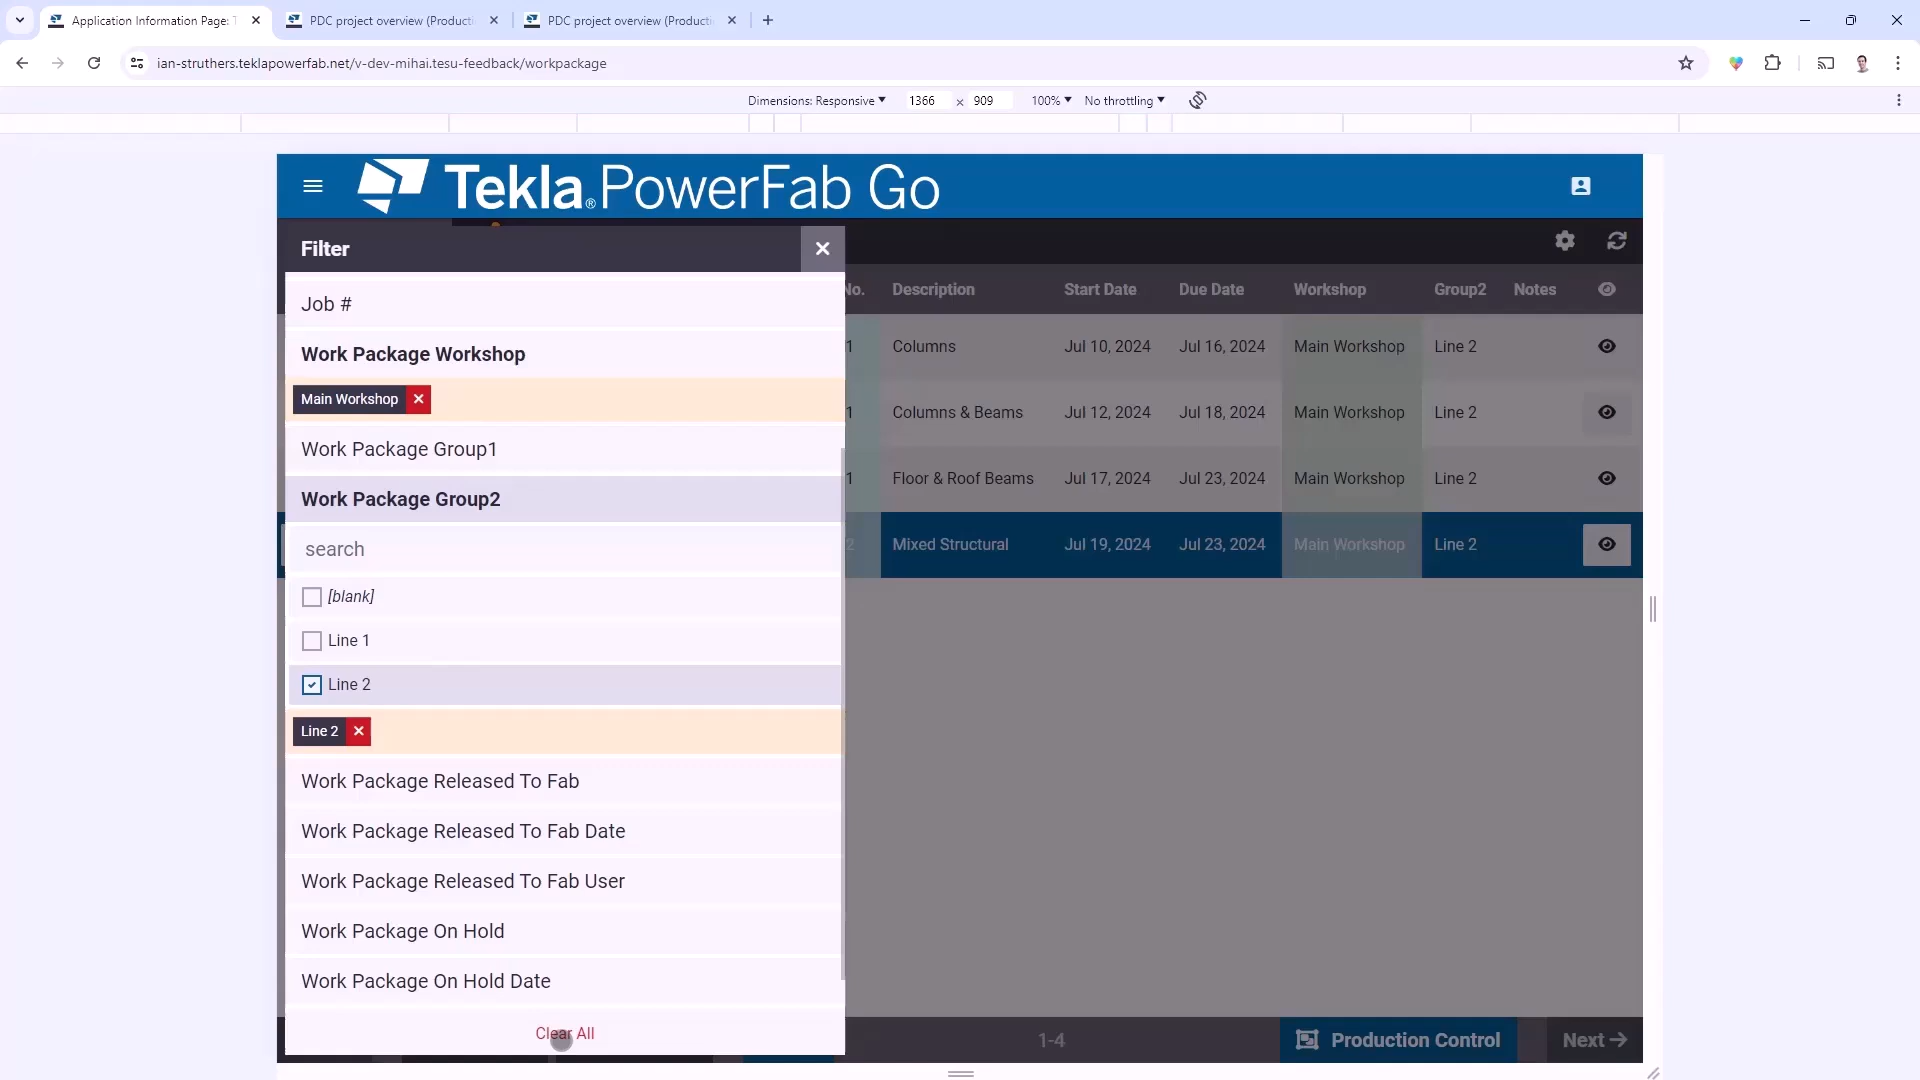 Application Information Page: T
PDC project overview (Producti
PDC project overview (Producti
ian-struthers.teklapowerfab.net/v-dev-mihai.tesu-feedback/workpackage
Dimensions: Responsive 1366 × 909 100% No throttling
Tekla® PowerFab Go
Filter
Job #
Work Package Workshop
Main Workshop
Work Package Group1
Work Package Group2
search
[blank]
Line 1
Line 2
Line 2
Work Package Released To Fab
Work Package Released To Fab Date
Work Package Released To Fab User
Work Package On Hold
Work Package On Hold Date
Clear All
No. Description Start Date Due Date Workshop Group2 Notes
1 Columns Jul 10, 2024 Jul 16, 2024 Main Workshop Line 2
1 Columns & Beams Jul 12, 2024 Jul 18, 2024 Main Workshop Line 2
1 Floor & Roof Beams Jul 17, 2024 Jul 23, 2024 Main Workshop Line 2
2 Mixed Structural Jul 19, 2024 Jul 23, 2024 Main Workshop Line 2
1-4 Production Control Next